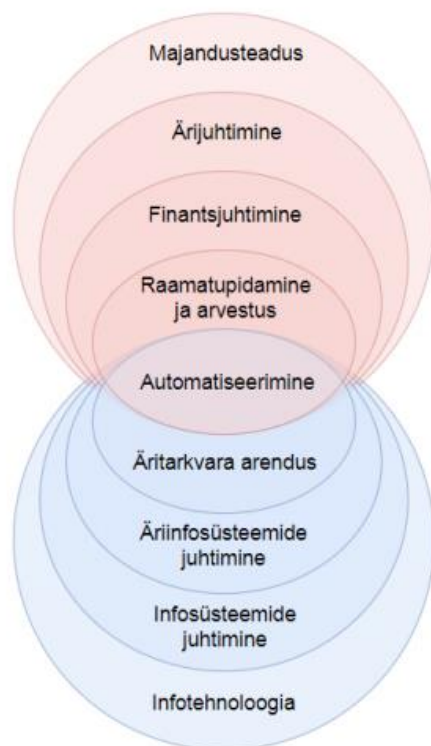 Majandusteadus
Ärijuhtimine
Finantsjuhtimine
Raamatupidamine
ja arvestus
Automatiseerimine
Äritarkvara arendus
Äriinfosüsteemide
juhtimine
Infosüsteemide
juhtimine
Infotehnoloogia